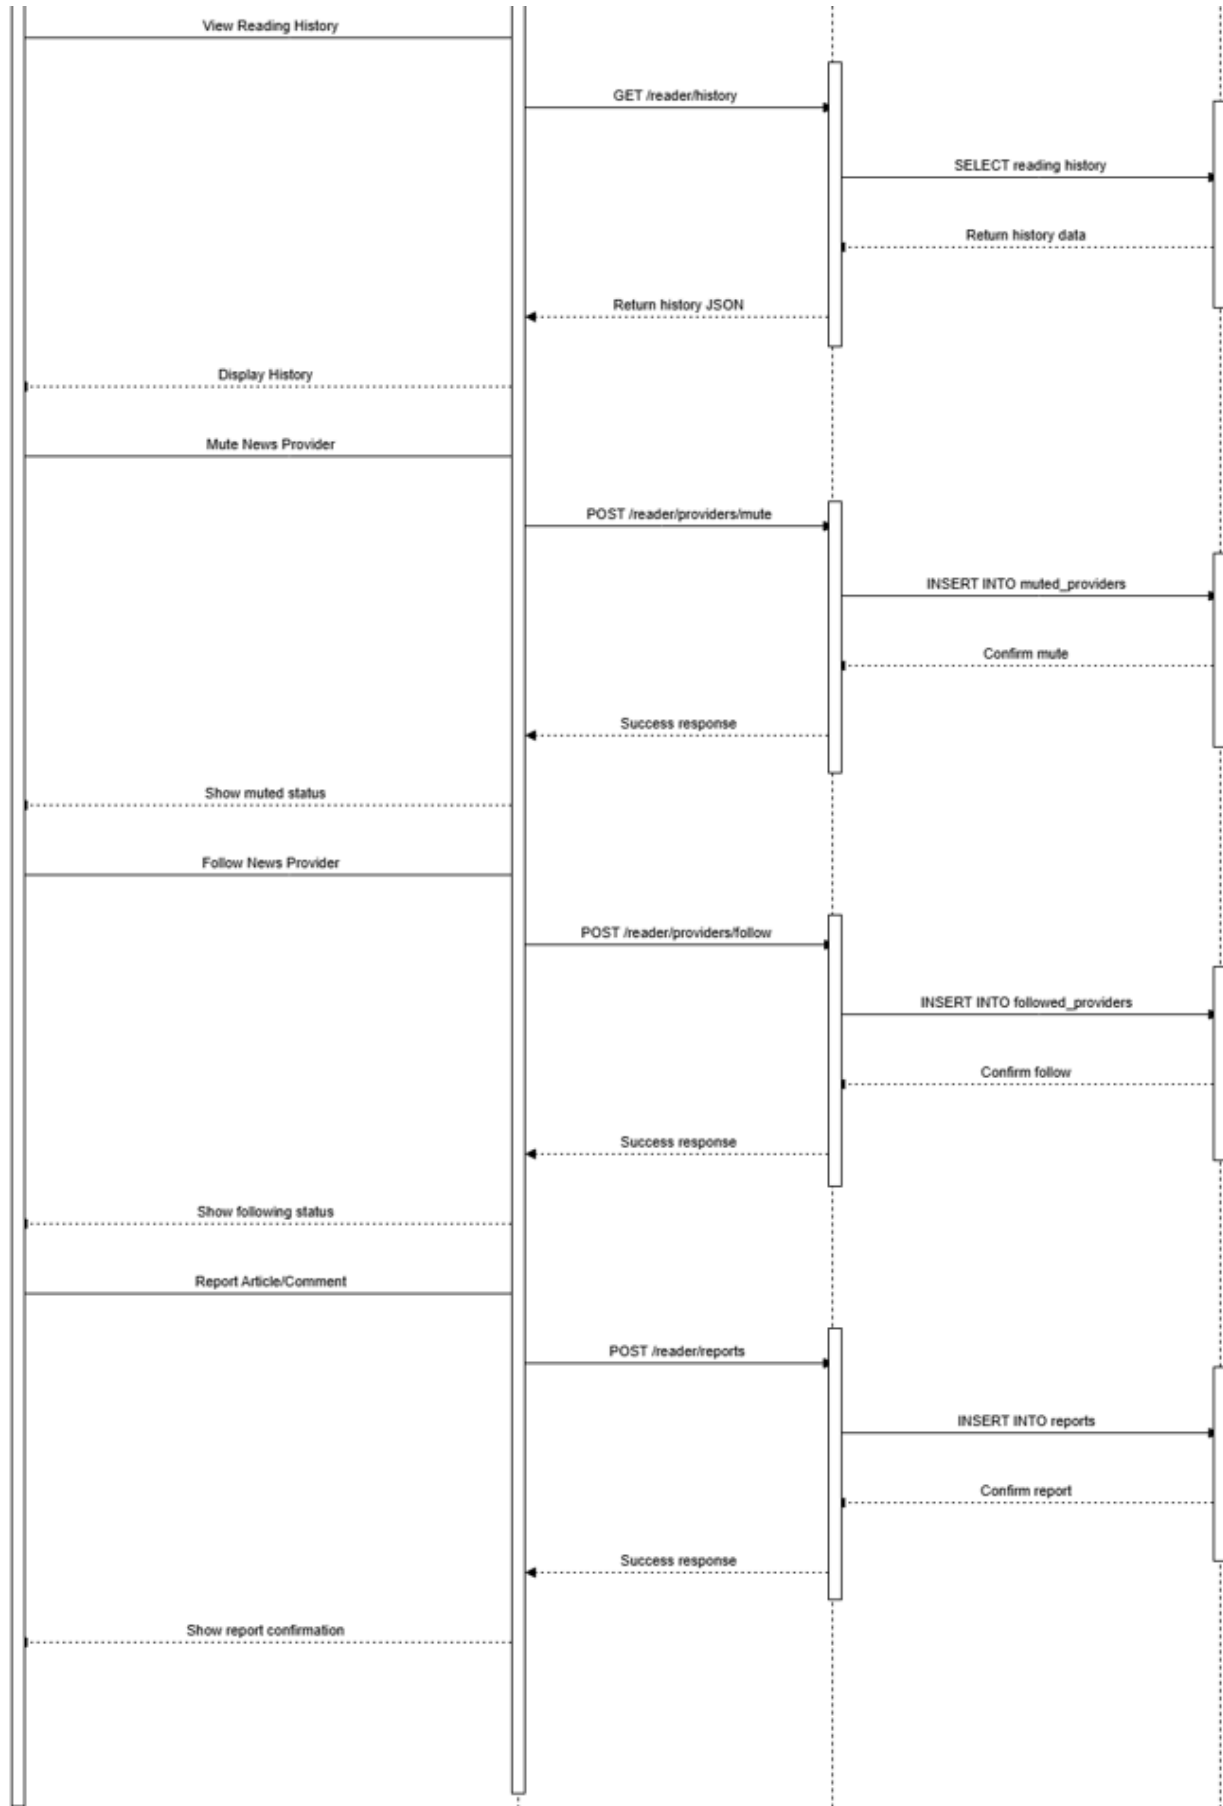 View Reading History
GET /reader/history
SELECT reading history
Return history data
Return history JSON
Display History
Mute News Provider
POST /reader/providers/mute
INSERT INTO muted_providers
Confirm mute
Success response
Show muted status
Follow News Provider
POST /reader/providers/follow
INSERT INTO followed_providers
Confirm follow
Success response
Show following status
Report Article/Comment
POST /reader/reports
INSERT INTO reports
Confirm report
Success response
Show report confirmation